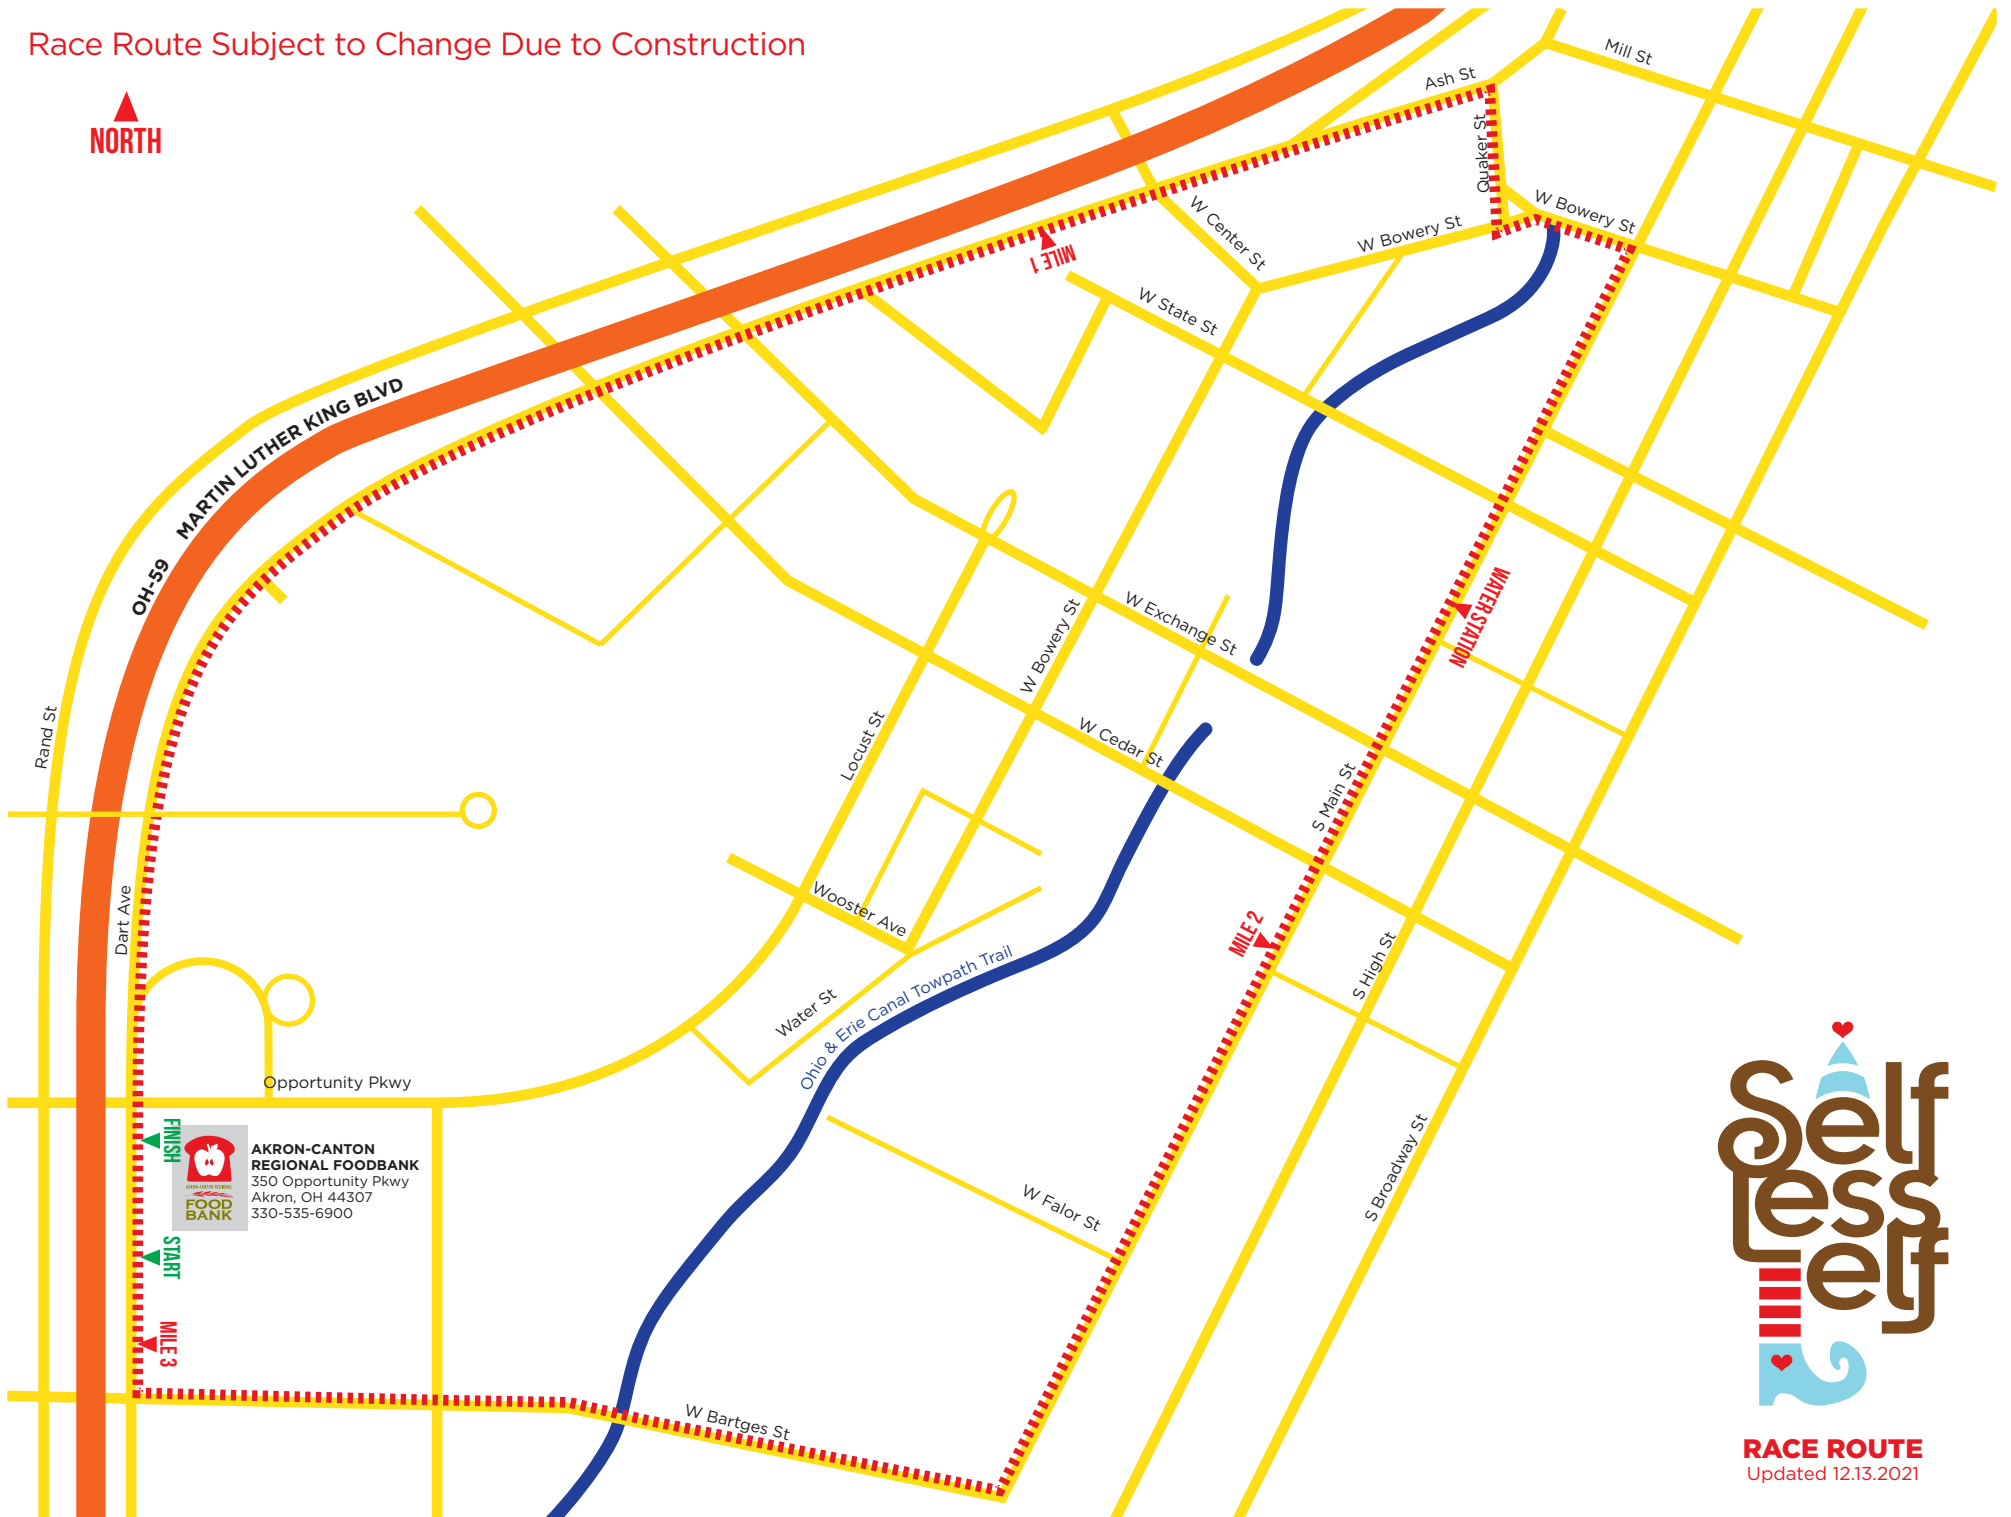 Race Route Subject to Change Due to Construction
NORTH
Mill St
Ash St
Quaker St
W Bowery St
W Bowery St
W Center St
MILE 1
W State St
MARTIN LUTHER KING BLVD
OH-59
WATER STATION
W Exchange St
W Bowery St
Rand St
Locust St
W Cedar St
S Main St
Dart Ave
Wooster Ave
MILE 2
S High St
Water St
Ohio & Erie Canal Towpath Trail
Opportunity Pkwy
FINISH
AKRON-CANTON REGIONAL
FOOD
BANK
AKRON-CANTON
REGIONAL FOODBANK
350 Opportunity Pkwy
Akron, OH 44307
330-535-6900
W Falor St
S Broadway St
START
MILE 3
W Bartges St
Self
Less
elf
RACE ROUTE
Updated 12.13.2021